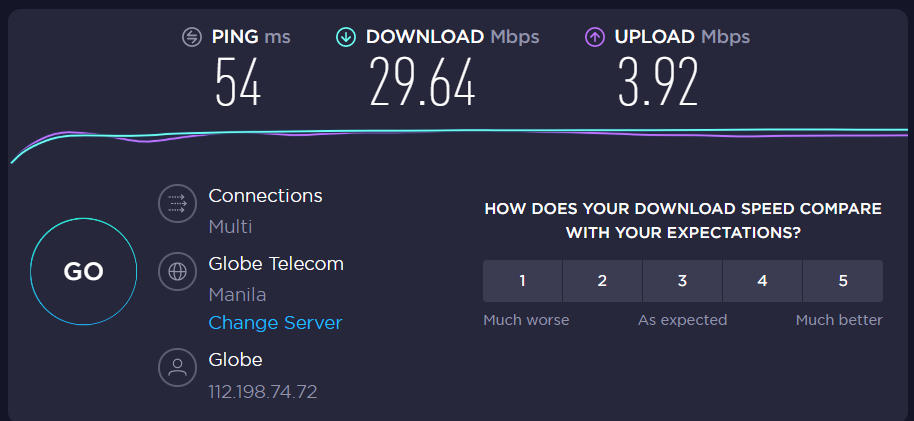 PING ms
DOWNLOAD Mbps
UPLOAD Mbps
54
29.64
3.92
Connections
Multi
Globe Telecom
Manila
Change Server
Globe
112.198.74.72
GO
HOW DOES YOUR DOWNLOAD SPEED COMPARE
WITH YOUR EXPECTATIONS?
1 2 3 4 5
Much worse As expected Much better